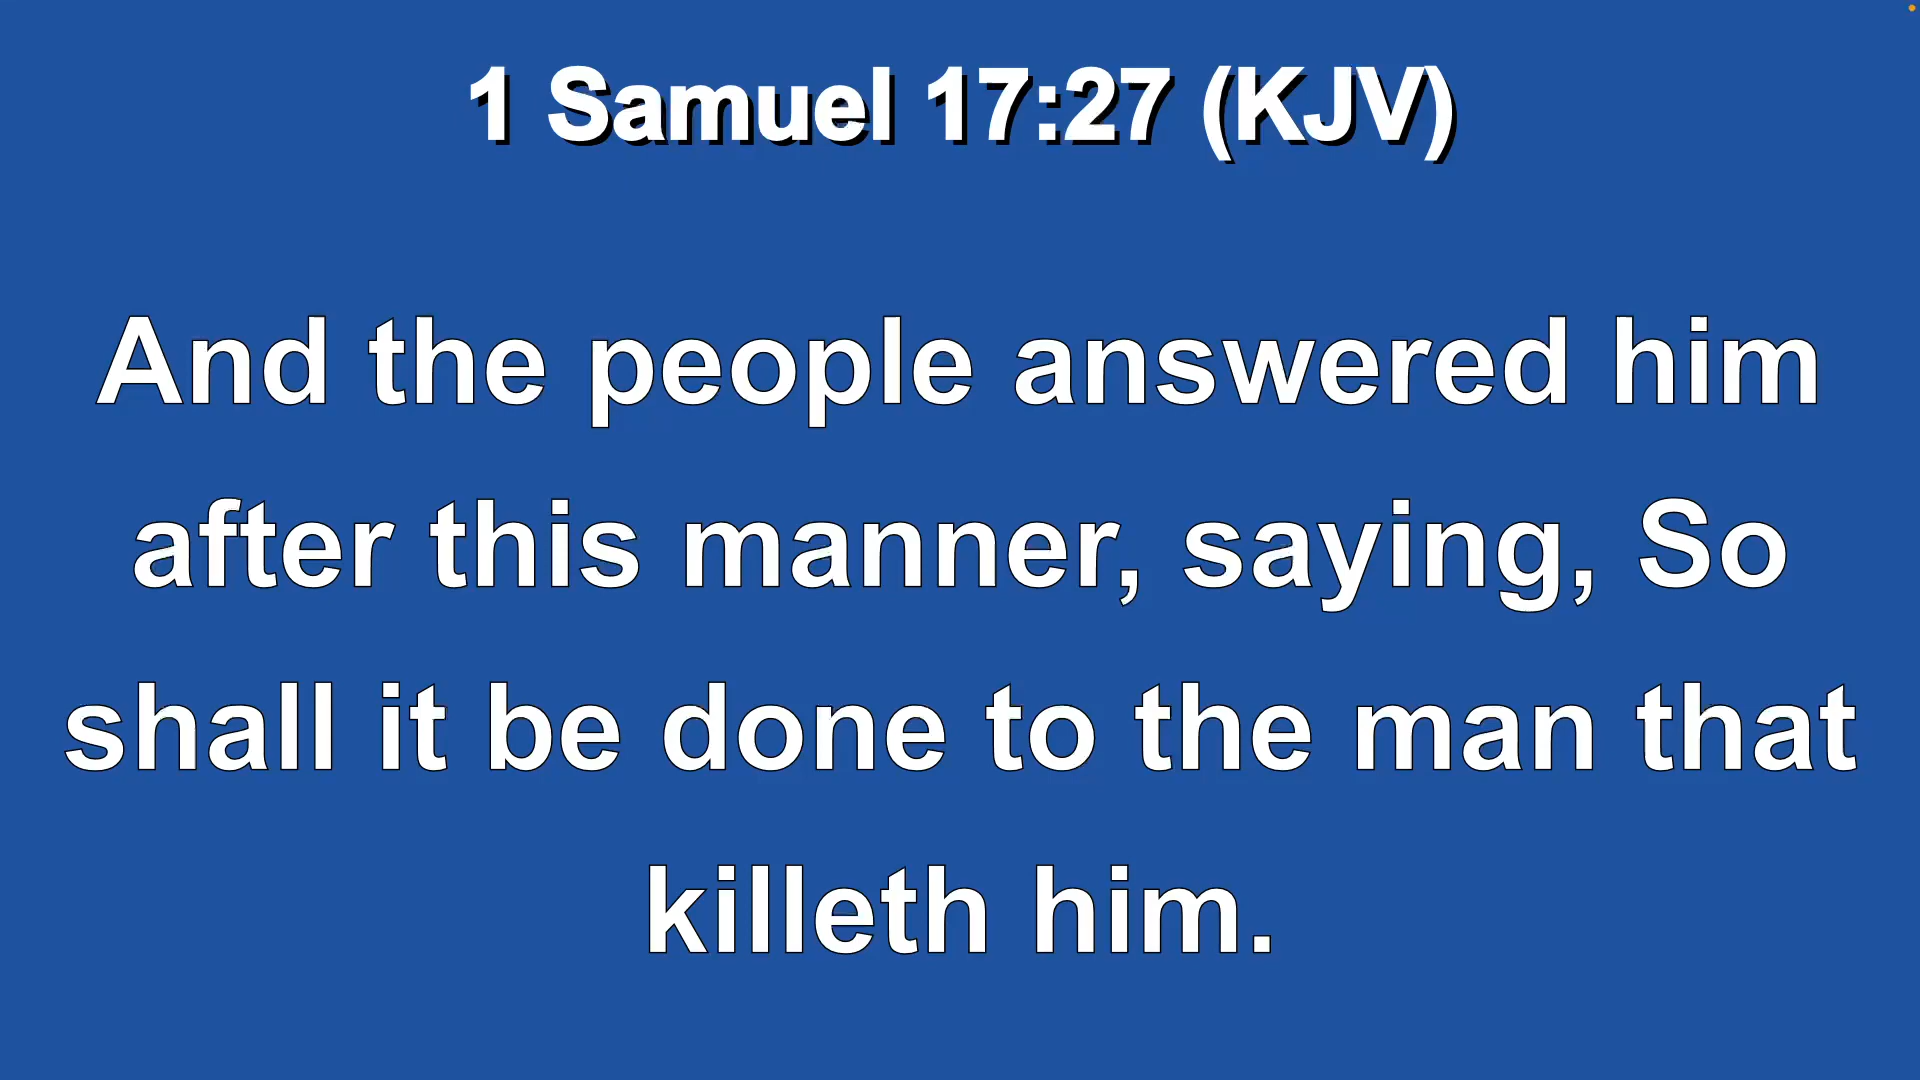 1 Samuel 17:27 (KJV)
And the people answered him
after this manner, saying, So
shall it be done to the man that
killeth him.